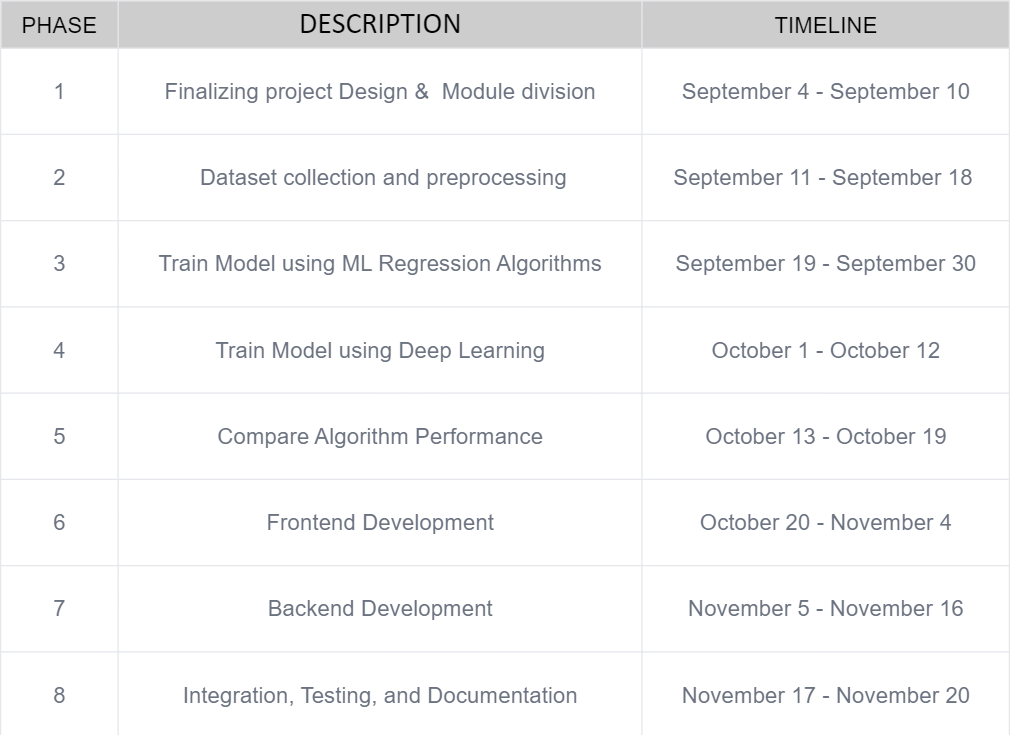 PHASE DESCRIPTION TIMELINE
1 Finalizing project Design &  Module division September 4 - September 10
2 Dataset collection and preprocessing September 11 - September 18
3 Train Model using ML Regression Algorithms September 19 - September 30
4 Train Model using Deep Learning October 1 - October 12
5 Compare Algorithm Performance October 13 - October 19
6 Frontend Development October 20 - November 4
7 Backend Development November 5 - November 16
8 Integration, Testing, and Documentation November 17 - November 20